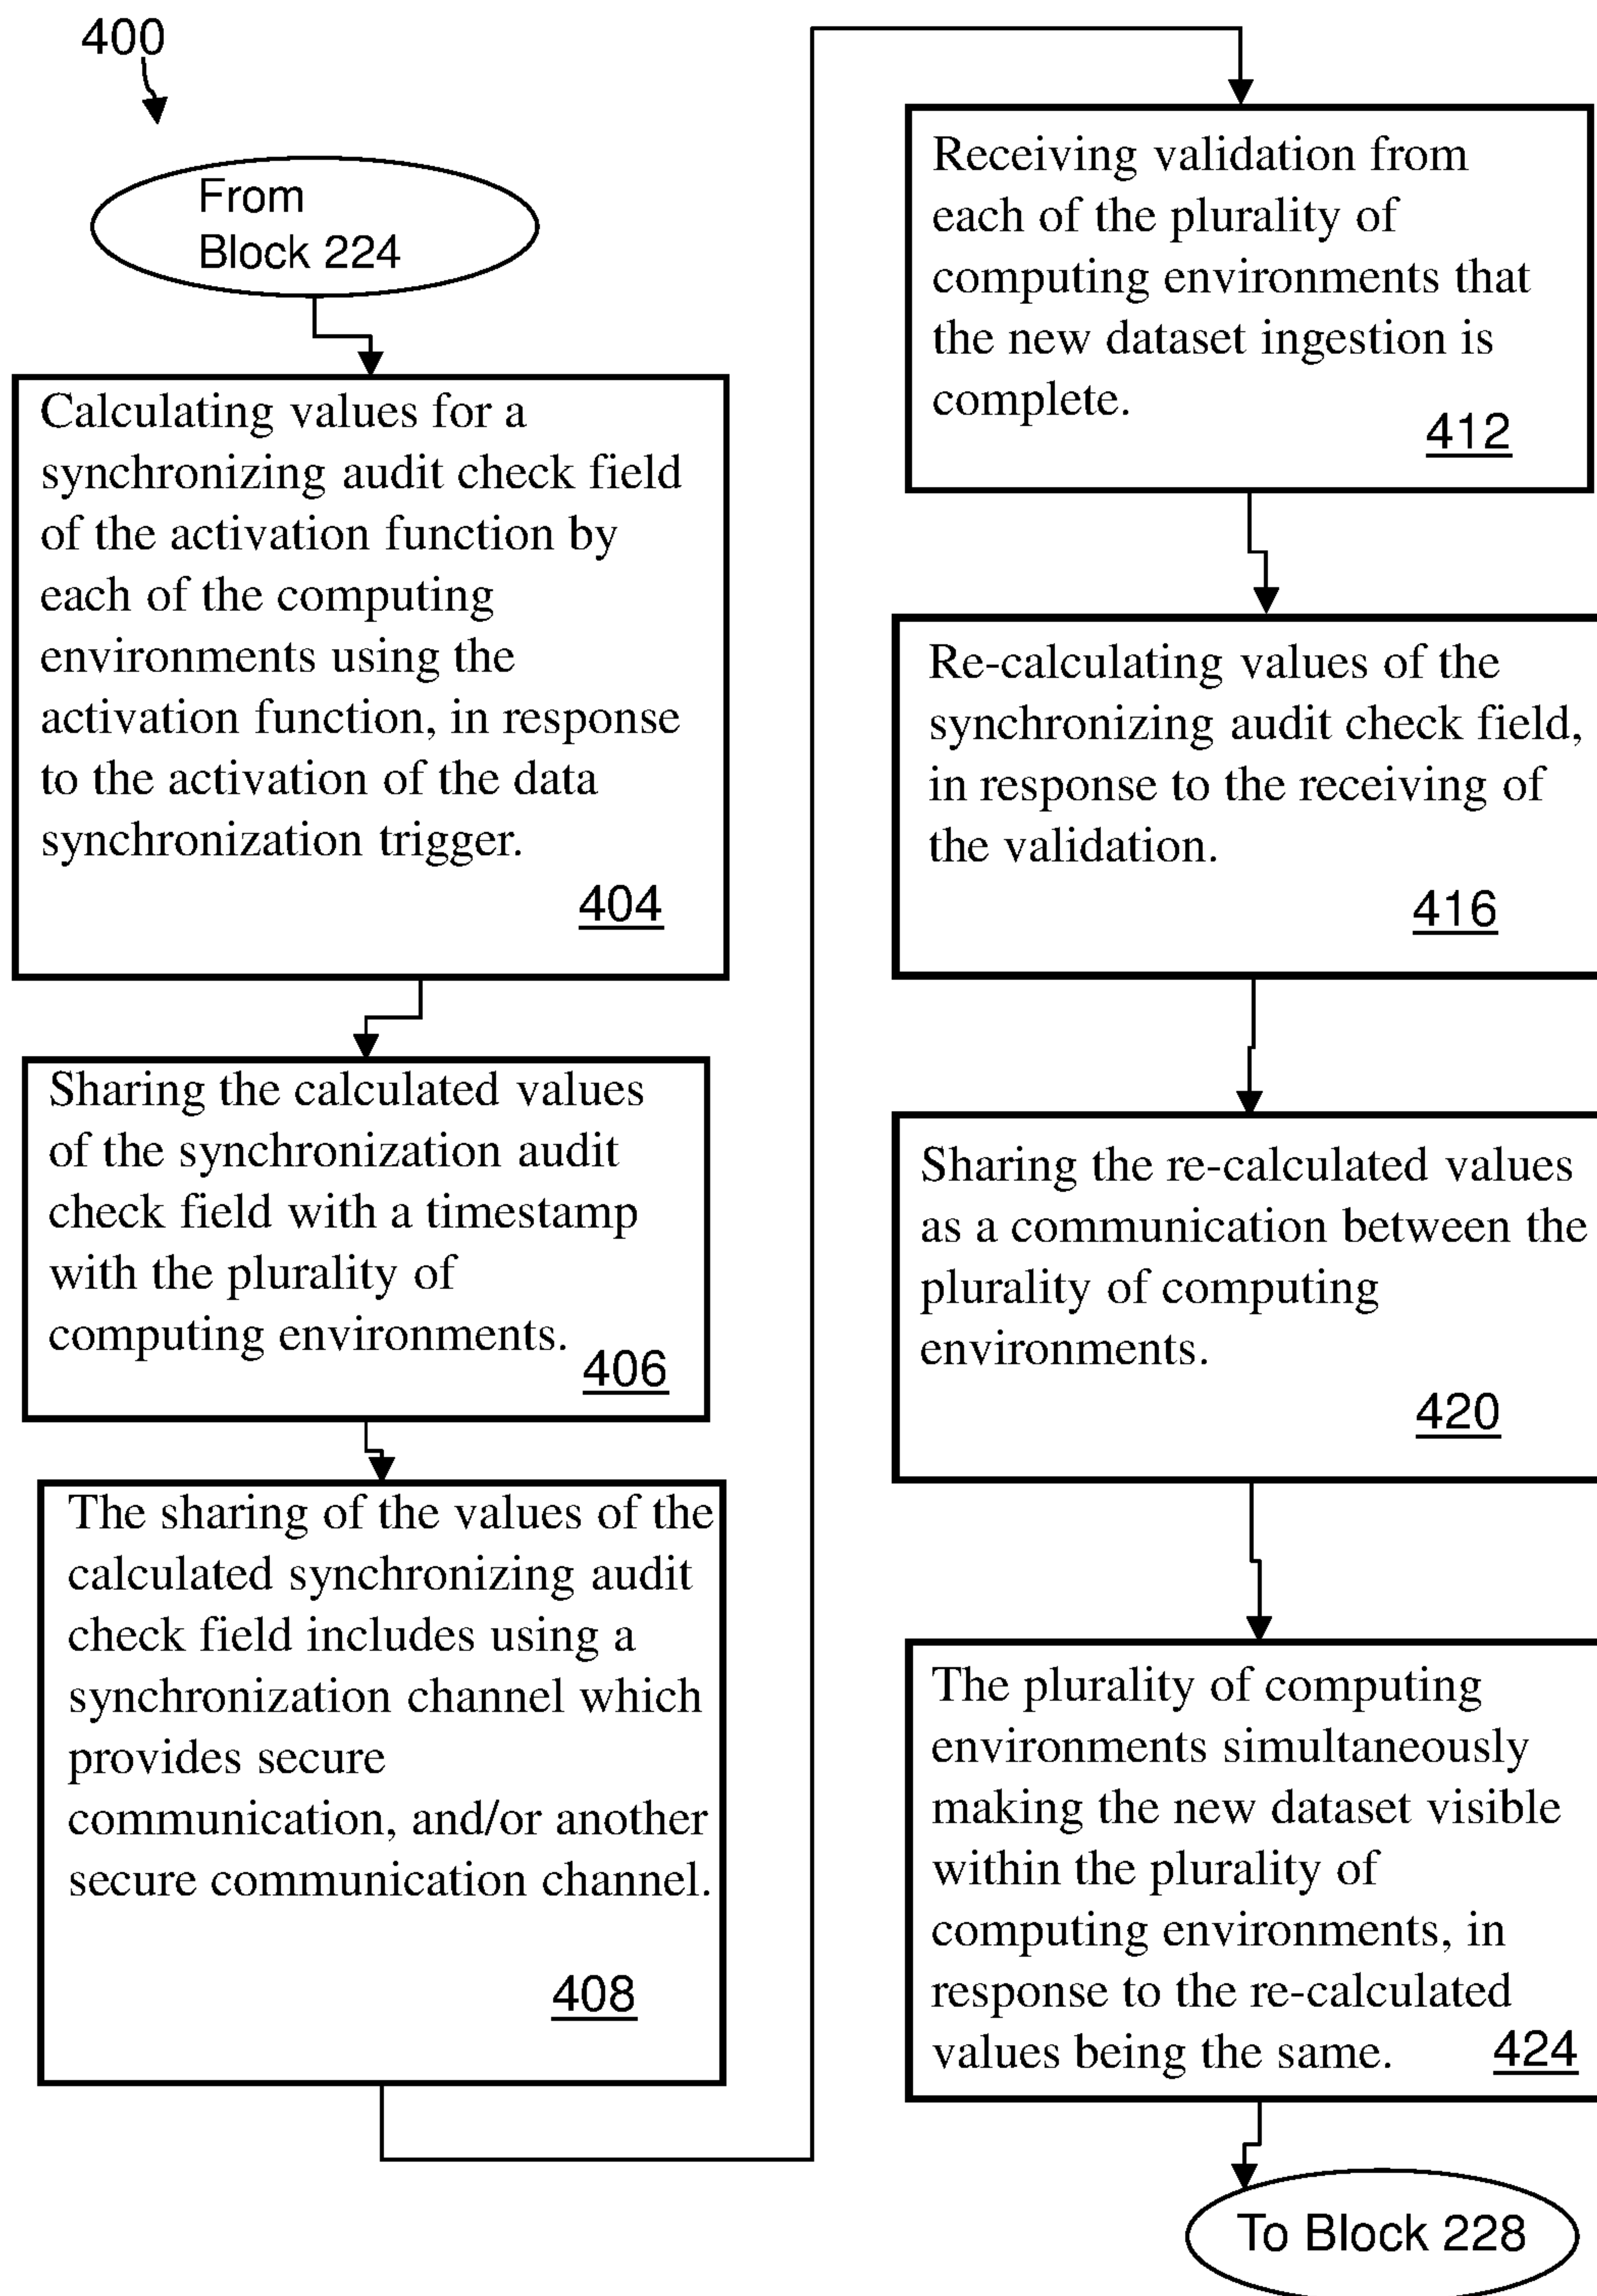 400
From
Block 224
Calculating values for a
synchronizing audit check field
of the activation function by
each of the computing
environments using the
activation function, in response
to the activation of the data
synchronization trigger.
404
Sharing the calculated values
of the synchronization audit
check field with a timestamp
with the plurality of
computing environments.
406
The sharing of the values of the
calculated synchronizing audit
check field includes using a
synchronization channel which
provides secure
communication, and/or another
secure communication channel.
408
Receiving validation from
each of the plurality of
computing environments that
the new dataset ingestion is
complete.
412
Re-calculating values of the
synchronizing audit check field,
in response to the receiving of
the validation.
416
Sharing the re-calculated values
as a communication between the
plurality of computing
environments.
420
The plurality of computing
environments simultaneously
making the new dataset visible
within the plurality of
computing environments, in
response to the re-calculated
values being the same.
424
To Block 228